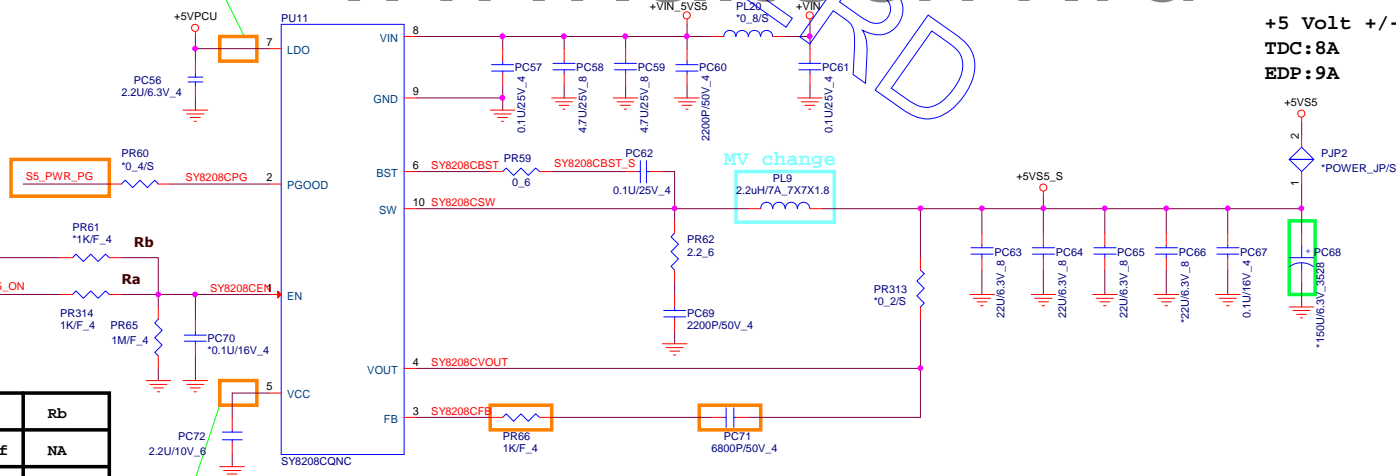 +5VPCU
PU11
+VIN_5VS5
PL20
*0_8/S
+VIN
+5 Volt +/-
TDC:8A
EDP:9A
7
LDO
VIN
8
PC56
2.2U/6.3V_4
PC57
0.1U/25V_4
PC58
4.7U/25V_8
PC59
4.7U/25V_8
PC60
2200P/50V_4
PC61
0.1U/25V_4
GND
9
+5VS5
2
PJP2
*POWER_JP/S
1
S5_PWR_PG
PR60
*0_4/S
SY8208CPG
2
PGOOD
BST
6
SY8208CBST
PR59
0_6
SY8208CBST_S
PC62
0.1U/25V_4
MV change
PL9
2.2uH/7A_7X7X1.8
+5VS5_S
SW
10
SY8208CSW
PR61
*1K/F_4
Rb
PR62
2.2_6
PC63
22U/6.3V_8
PC64
22U/6.3V_8
PC65
22U/6.3V_8
PC66
*22U/6.3V_8
PC67
0.1U/16V_4
+
PC68
*150U/6.3V_3528
Ra
_ON
PR314
1K/F_4
SY8208CEN
1
EN
PR313
*0_2/S
PR65
1M/F_4
PC70
*0.1U/16V_4
PC69
2200P/50V_4
VOUT
4
SY8208CVOUT
5
VCC
PC72
2.2U/10V_6
FB
3
SY8208CFB
PR66
1K/F_4
PC71
6800P/50V_4
SY8208CQNC
Rb
f
NA
RD